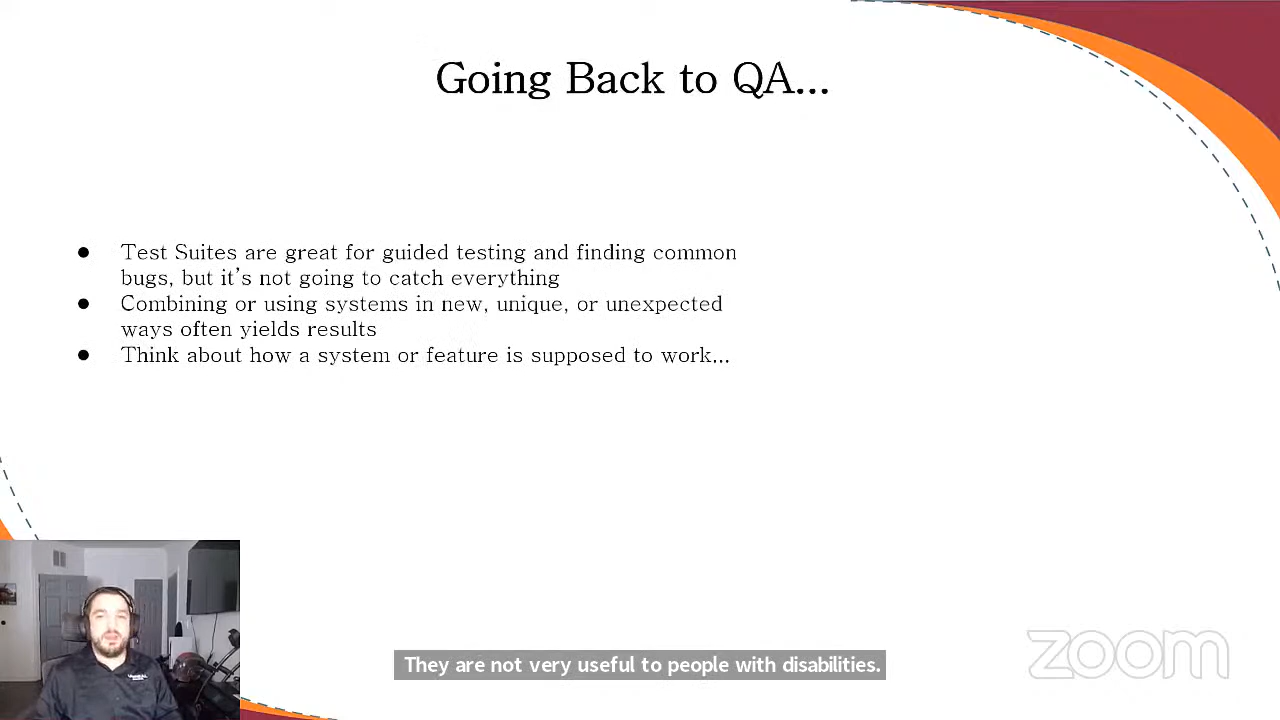 Going Back to QA...
● Test Suites are great for guided testing and finding common
bugs, but it's not going to catch everything
● Combining or using systems in new, unique, or unexpected
ways often yields results
● Think about how a system or feature is supposed to work...
They are not very useful to people with disabilities.
zoom